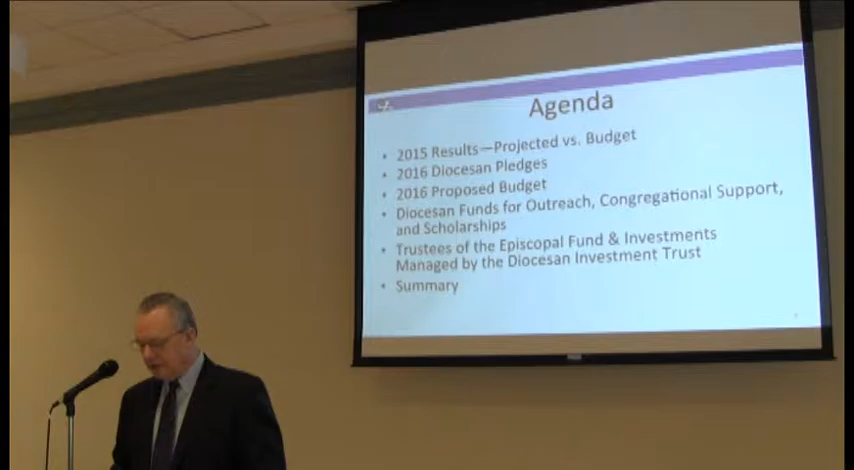 Agenda
• 2015 Results—Projected vs. Budget
• 2016 Diocesan Pledges
• 2016 Proposed Budget
• Diocesan Funds for Outreach, Congregational Support,
and Scholarships
• Trustees of the Episcopal Fund & Investments
Managed by the Diocesan Investment Trust
• Summary